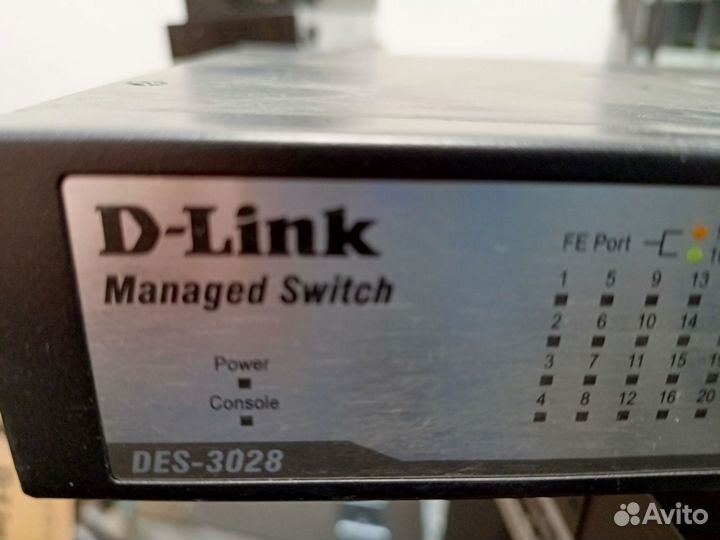 D-Link
Managed Switch
FE Port
1 5 9 13
2 6 10 14
3 7 11 15
4 8 12 16 20
Power
Console
DES-3028
Avito